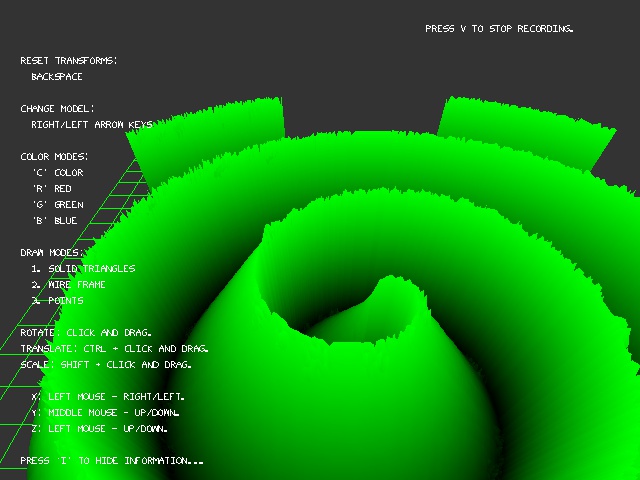 PRESS V TO STOP RECORDING.
RESET TRANSFORMS:
BACKSPACE
CHANGE MODEL:
RIGHT/LEFT ARROW KEYS
COLOR MODES:
'C' COLOR
'R' RED
'G' GREEN
'B' BLUE
DRAW MODES:
1. SOLID TRIANGLES
2. WIRE FRAME
3. POINTS
ROTATE: CLICK AND DRAG.
TRANSLATE: CTRL + CLICK AND DRAG.
SCALE: SHIFT + CLICK AND DRAG.
X: LEFT MOUSE - RIGHT/LEFT.
Y: MIDDLE MOUSE - UP/DOWN.
Z: LEFT MOUSE - UP/DOWN.
PRESS 'I' TO HIDE INFORMATION...